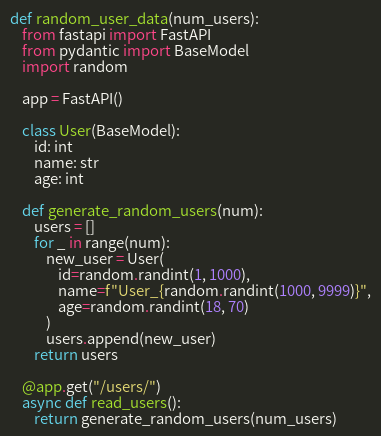 def random_user_data(num_users):
    from fastapi import FastAPI
    from pydantic import BaseModel
    import random

    app = FastAPI()

    class User(BaseModel):
        id: int
        name: str
        age: int

    def generate_random_users(num):
        users = []
        for _ in range(num):
            new_user = User(
                id=random.randint(1, 1000),
                name=f"User_{random.randint(1000, 9999)}",
                age=random.randint(18, 70)
            )
            users.append(new_user)
        return users

    @app.get("/users/")
    async def read_users():
        return generate_random_users(num_users)